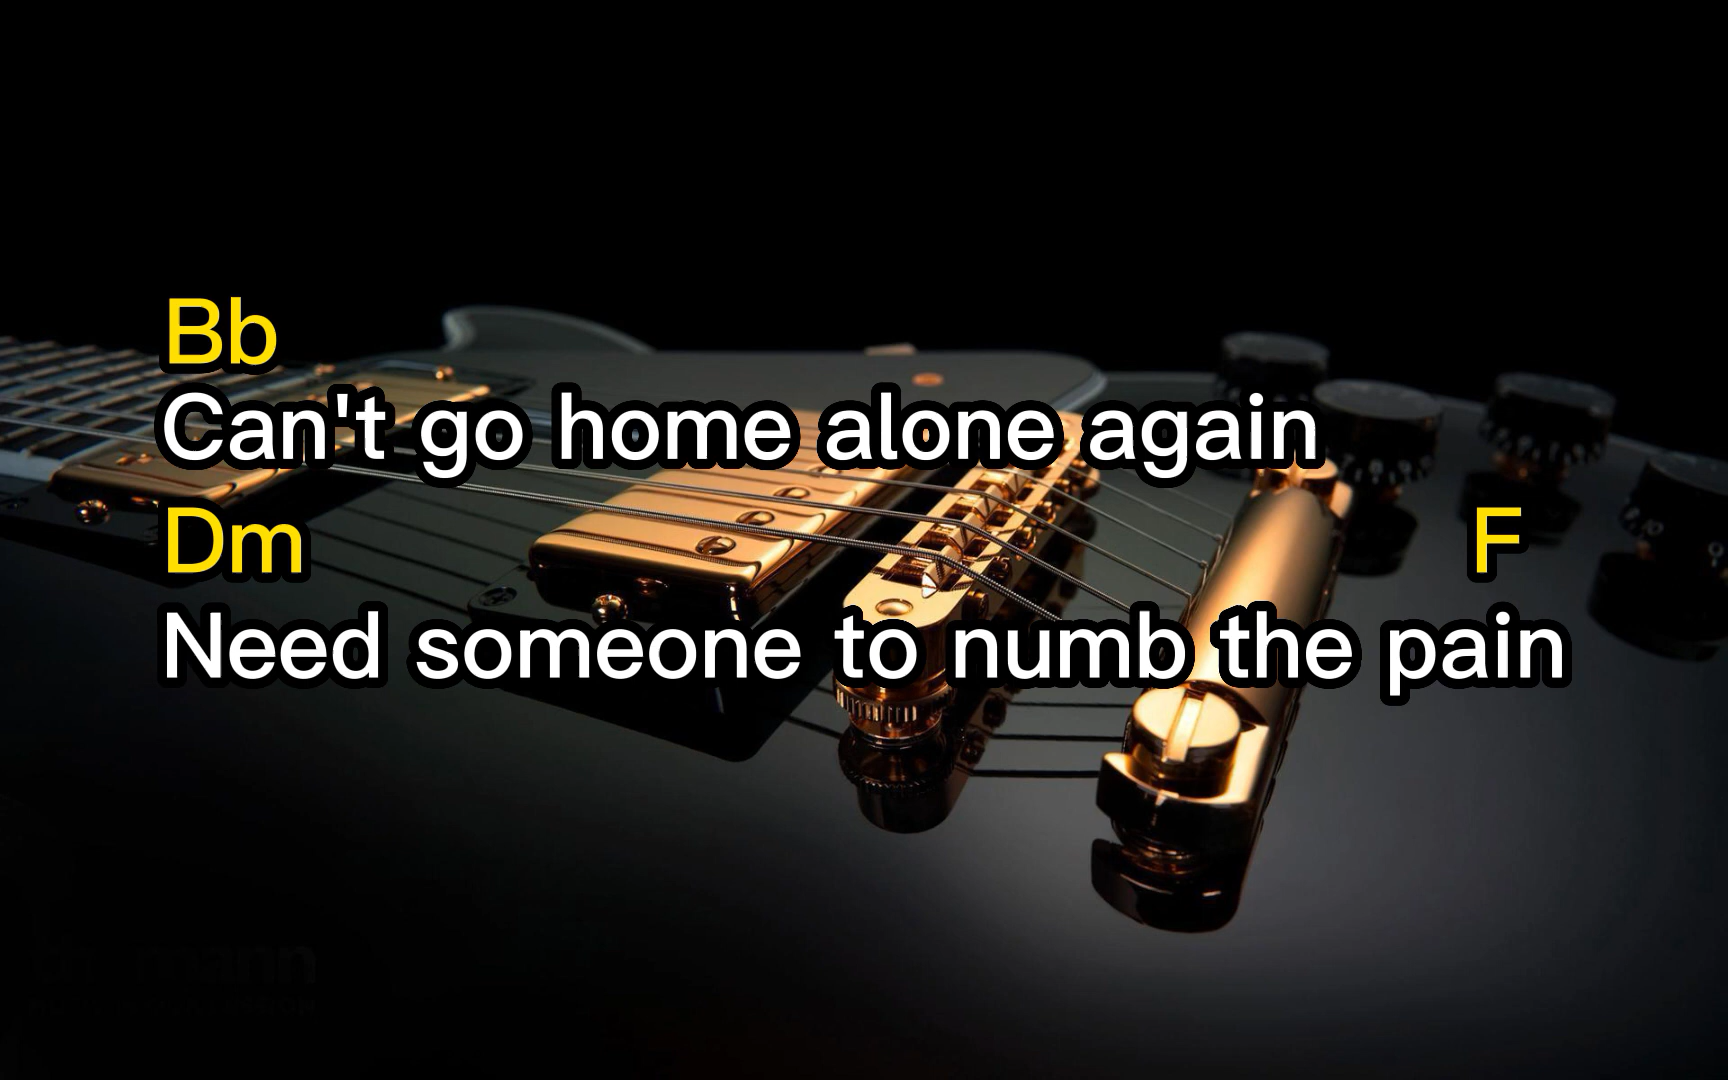 Bb
Can't go home alone again
Dm F
Need someone to numb the pain